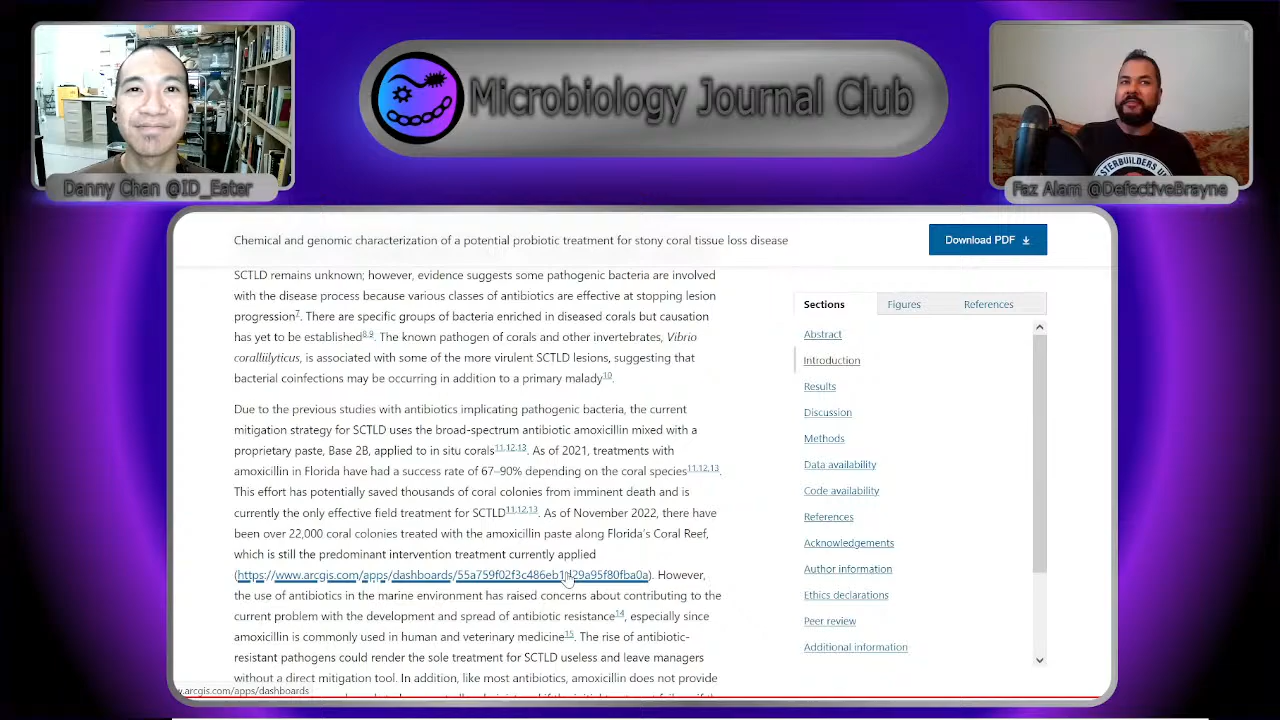 Microbiology Journal Club
Danny Chan @ID_Eater
Faz Alam @DefectiveBrayne
Chemical and genomic characterization of a potential probiotic treatment for stony coral tissue loss disease
Download PDF
SCTLD remains unknown; however, evidence suggests some pathogenic bacteria are involved
with the disease process because various classes of antibiotics are effective at stopping lesion
progression7. There are specific groups of bacteria enriched in diseased corals but causation
has yet to be established8,9. The known pathogen of corals and other invertebrates, Vibrio
coralliilyticus, is associated with some of the more virulent SCTLD lesions, suggesting that
bacterial coinfections may be occurring in addition to a primary malady10.
Due to the previous studies with antibiotics implicating pathogenic bacteria, the current
mitigation strategy for SCTLD uses the broad-spectrum antibiotic amoxicillin mixed with a
proprietary paste, Base 2B, applied to in situ corals11,12,13. As of 2021, treatments with
amoxicillin in Florida have had a success rate of 67–90% depending on the coral species11,12,13.
This effort has potentially saved thousands of coral colonies from imminent death and is
currently the only effective field treatment for SCTLD11,12,13. As of November 2022, there have
been over 22,000 coral colonies treated with the amoxicillin paste along Florida's Coral Reef,
which is still the predominant intervention treatment currently applied
(https://www.arcgis.com/apps/dashboards/55a759f02f3c486eb1 29a95f80fba0a). However,
the use of antibiotics in the marine environment has raised concerns about contributing to the
current problem with the development and spread of antibiotic resistance14, especially since
amoxicillin is commonly used in human and veterinary medicine15. The rise of antibiotic-
resistant pathogens could render the sole treatment for SCTLD useless and leave managers
without a direct mitigation tool. In addition, like most antibiotics, amoxicillin does not provide
.arcgis.com/apps/dashboards
Sections
Figures
References
Abstract
Introduction
Results
Discussion
Methods
Data availability
Code availability
References
Acknowledgements
Author information
Ethics declarations
Peer review
Additional information